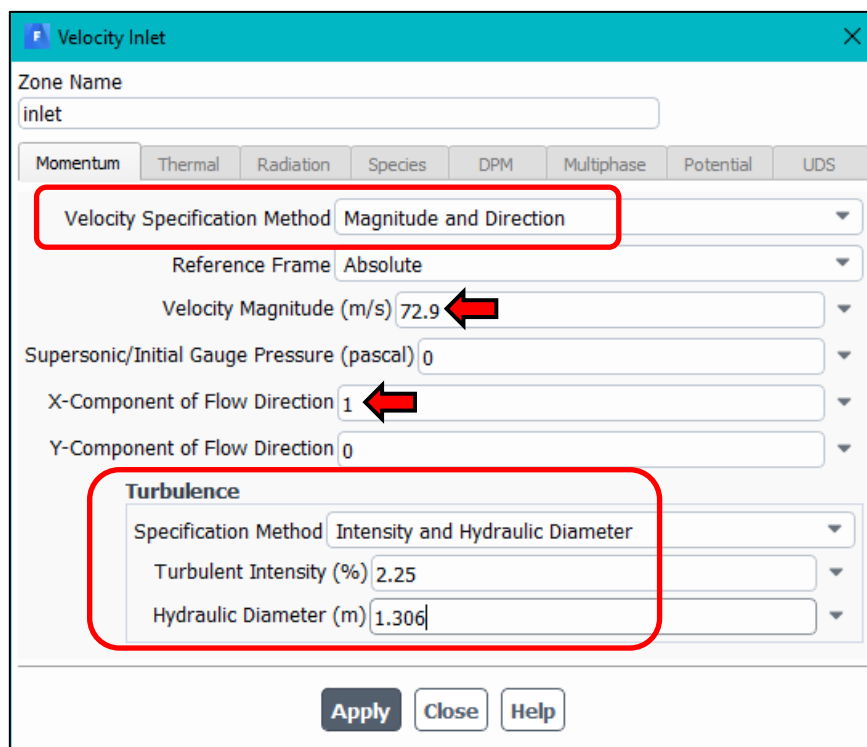 Velocity Inlet
Zone Name
inlet
Momentum Thermal Radiation Species DPM Multiphase Potential UDS
Velocity Specification Method Magnitude and Direction
Reference Frame Absolute
Velocity Magnitude (m/s) 72.9
Supersonic/Initial Gauge Pressure (pascal) 0
X-Component of Flow Direction 1
Y-Component of Flow Direction 0
Turbulence
Specification Method Intensity and Hydraulic Diameter
Turbulent Intensity (%) 2.25
Hydraulic Diameter (m) 1.306
Apply Close Help